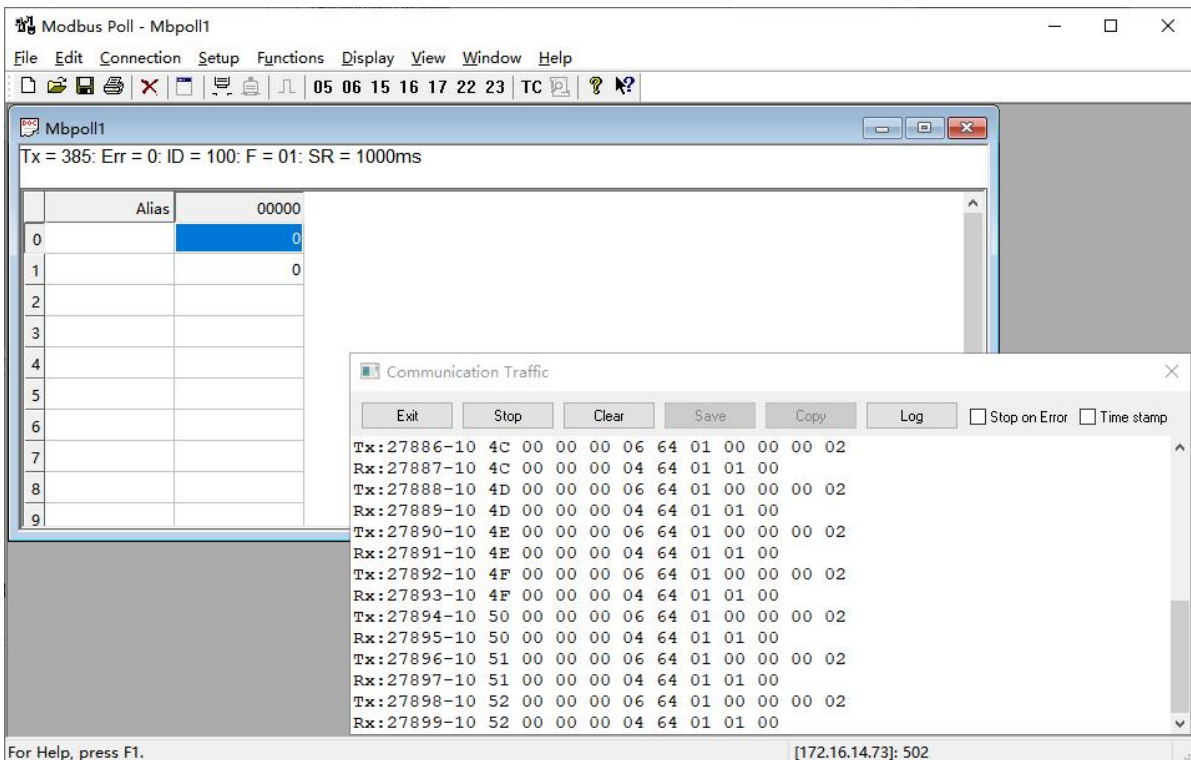 Modbus Poll - Mbpoll1
File Edit Connection Setup Functions Display View Window Help
05 06 15 16 17 22 23 TC
Mbpoll1
Tx = 385: Err = 0: ID = 100: F = 01: SR = 1000ms
Alias 00000
0 0
1 0
2
3
4
5
6
7
8
9
Communication Traffic
Exit Stop Clear Save Copy Log Stop on Error Time stamp
Tx:27886-10 4C 00 00 00 06 64 01 00 00 00 02
Rx:27887-10 4C 00 00 00 04 64 01 01 00
Tx:27888-10 4D 00 00 00 06 64 01 00 00 00 02
Rx:27889-10 4D 00 00 00 04 64 01 01 00
Tx:27890-10 4E 00 00 00 06 64 01 00 00 00 02
Rx:27891-10 4E 00 00 00 04 64 01 01 00
Tx:27892-10 4F 00 00 00 06 64 01 00 00 00 02
Rx:27893-10 4F 00 00 00 04 64 01 01 00
Tx:27894-10 50 00 00 00 06 64 01 00 00 00 02
Rx:27895-10 50 00 00 00 04 64 01 01 00
Tx:27896-10 51 00 00 00 06 64 01 00 00 00 02
Rx:27897-10 51 00 00 00 04 64 01 01 00
Tx:27898-10 52 00 00 00 06 64 01 00 00 00 02
Rx:27899-10 52 00 00 00 04 64 01 01 00
For Help, press F1. [172.16.14.73]: 502